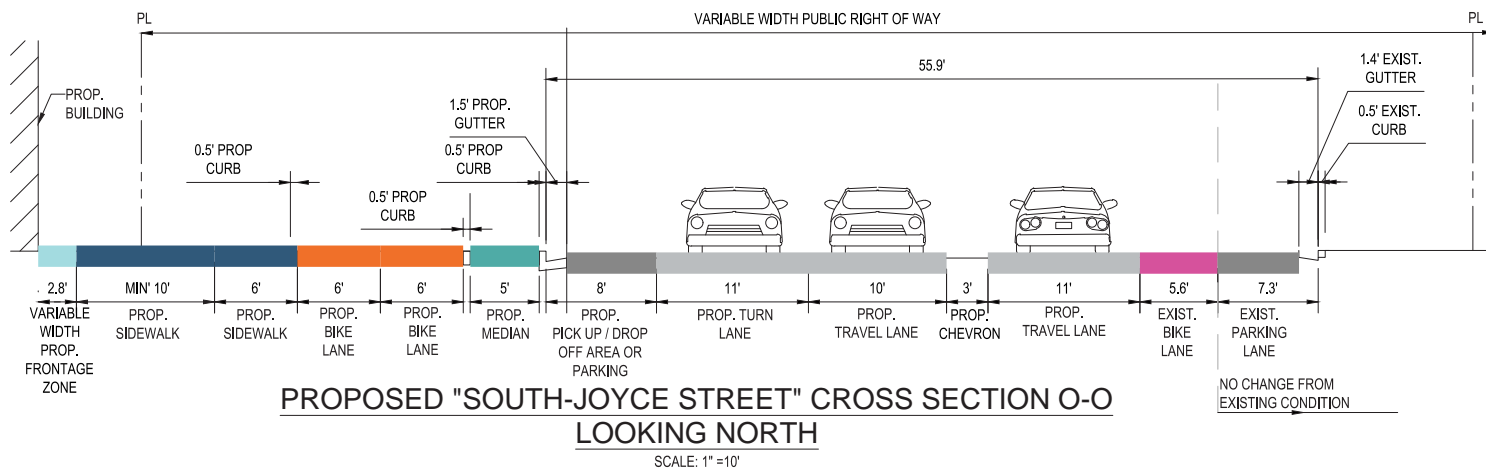 PL
VARIABLE WIDTH PUBLIC RIGHT OF WAY
PL
55.9'
1.4' EXIST.
GUTTER
0.5' EXIST.
CURB
PROP.
BUILDING
1.5' PROP.
GUTTER
0.5' PROP
CURB
0.5' PROP
CURB
0.5' PROP
CURB
2.8'
MIN' 10'
6'
6'
6'
5'
8'
11'
10'
3'
11'
5.6'
7.3'
VARIABLE
WIDTH
PROP.
FRONTAGE
ZONE
PROP.
SIDEWALK
PROP.
SIDEWALK
PROP.
BIKE
LANE
PROP.
BIKE
LANE
PROP.
MEDIAN
PROP.
PICK UP / DROP
OFF AREA OR
PARKING
PROP. TURN
LANE
PROP.
TRAVEL LANE
PROP.
CHEVRON
PROP.
TRAVEL LANE
EXIST.
BIKE
LANE
EXIST.
PARKING
LANE
NO CHANGE FROM
EXISTING CONDITION
PROPOSED "SOUTH-JOYCE STREET" CROSS SECTION O-O
LOOKING NORTH
SCALE: 1" =10'